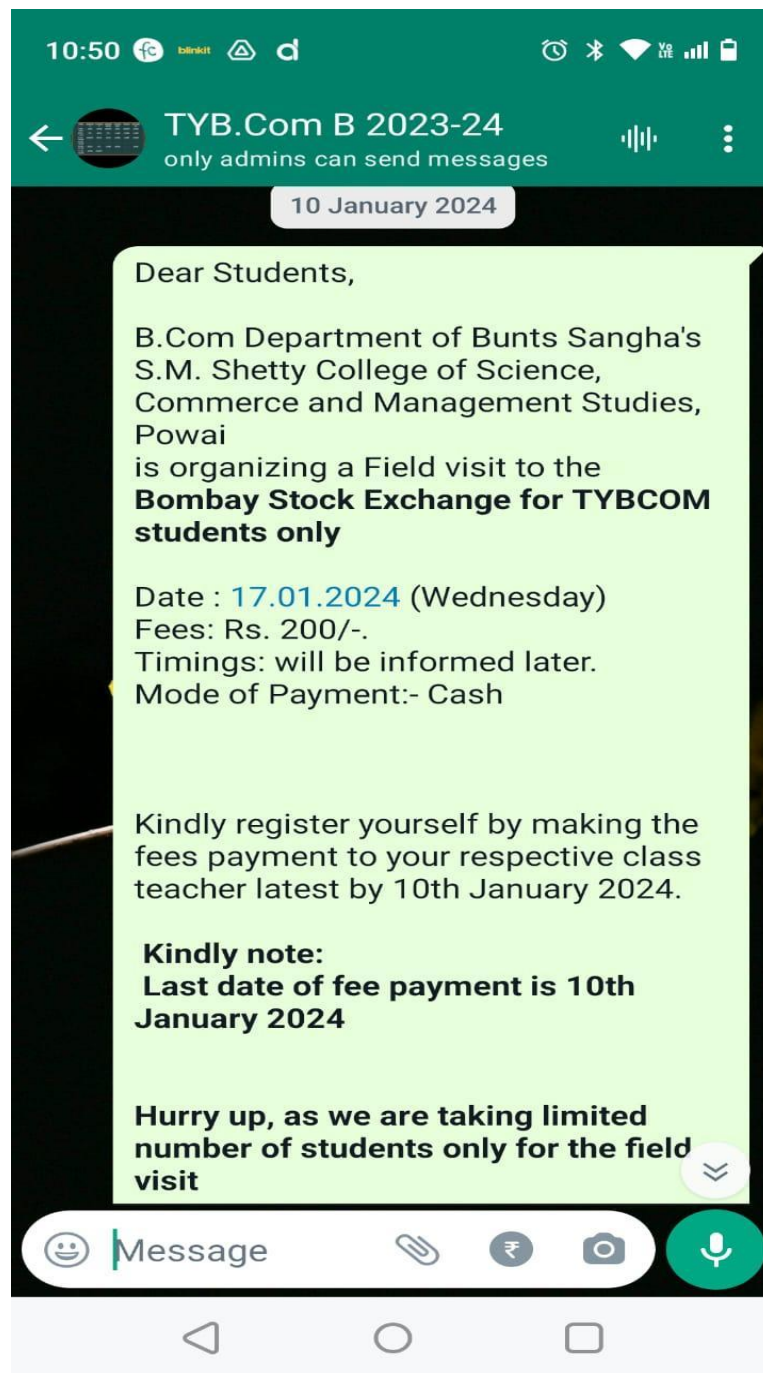 10:50 fc blinkit d VO LTE
TYB.Com B 2023-24
only admins can send messages
10 January 2024
Dear Students,
B.Com Department of Bunts Sangha's
S.M. Shetty College of Science,
Commerce and Management Studies,
Powai
is organizing a Field visit to the
Bombay Stock Exchange for TYBCOM
students only
Date : 17.01.2024 (Wednesday)
Fees: Rs. 200/-.
Timings: will be informed later.
Mode of Payment:- Cash
Kindly register yourself by making the
fees payment to your respective class
teacher latest by 10th January 2024.
Kindly note:
Last date of fee payment is 10th
January 2024
Hurry up, as we are taking limited
number of students only for the field
visit
Message ₹